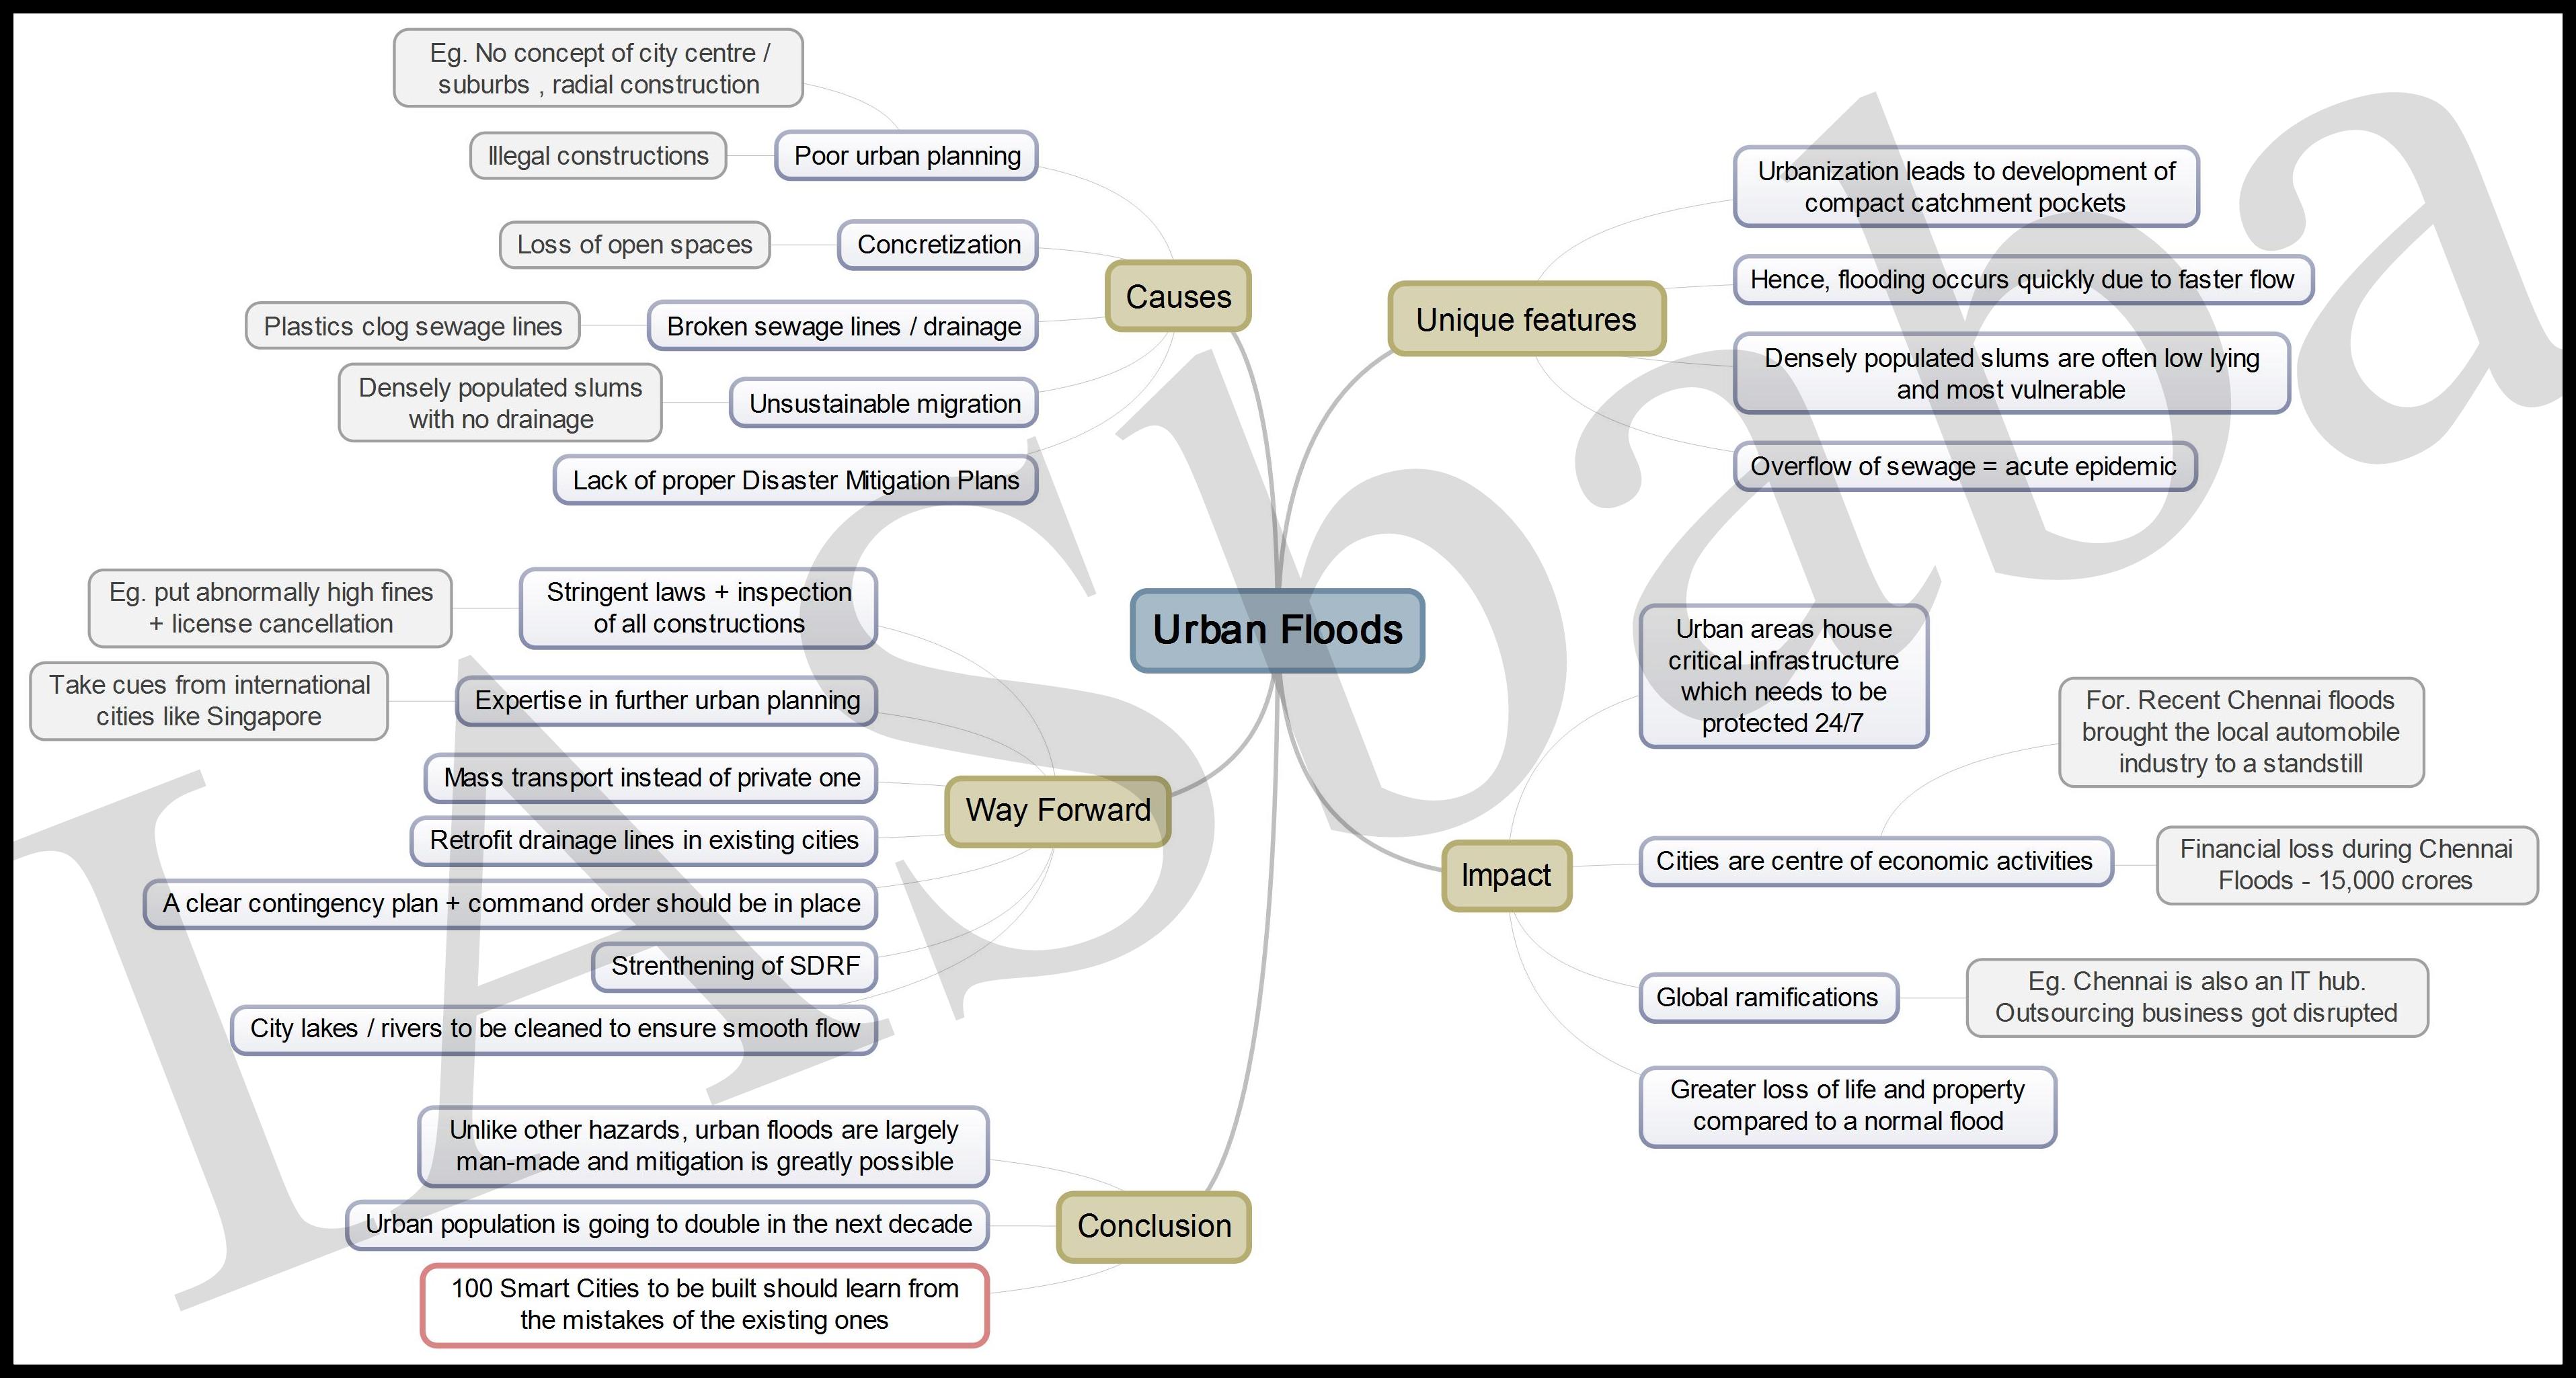 Urban Floods
Causes
Poor urban planning
Eg. No concept of city centre /
suburbs , radial construction
Illegal constructions
Concretization
Loss of open spaces
Broken sewage lines / drainage
Plastics clog sewage lines
Unsustainable migration
Densely populated slums
with no drainage
Lack of proper Disaster Mitigation Plans
Unique features
Urbanization leads to development of
compact catchment pockets
Hence, flooding occurs quickly due to faster flow
Densely populated slums are often low lying
and most vulnerable
Overflow of sewage = acute epidemic
Impact
Urban areas house
critical infrastructure
which needs to be
protected 24/7
Cities are centre of economic activities
For. Recent Chennai floods
brought the local automobile
industry to a standstill
Financial loss during Chennai
Floods - 15,000 crores
Global ramifications
Eg. Chennai is also an IT hub.
Outsourcing business got disrupted
Greater loss of life and property
compared to a normal flood
Way Forward
Stringent laws + inspection
of all constructions
Eg. put abnormally high fines
+ license cancellation
Expertise in further urban planning
Take cues from international
cities like Singapore
Mass transport instead of private one
Retrofit drainage lines in existing cities
A clear contingency plan + command order should be in place
Strenthening of SDRF
City lakes / rivers to be cleaned to ensure smooth flow
Conclusion
Unlike other hazards, urban floods are largely
man-made and mitigation is greatly possible
Urban population is going to double in the next decade
100 Smart Cities to be built should learn from
the mistakes of the existing ones
IASbaba